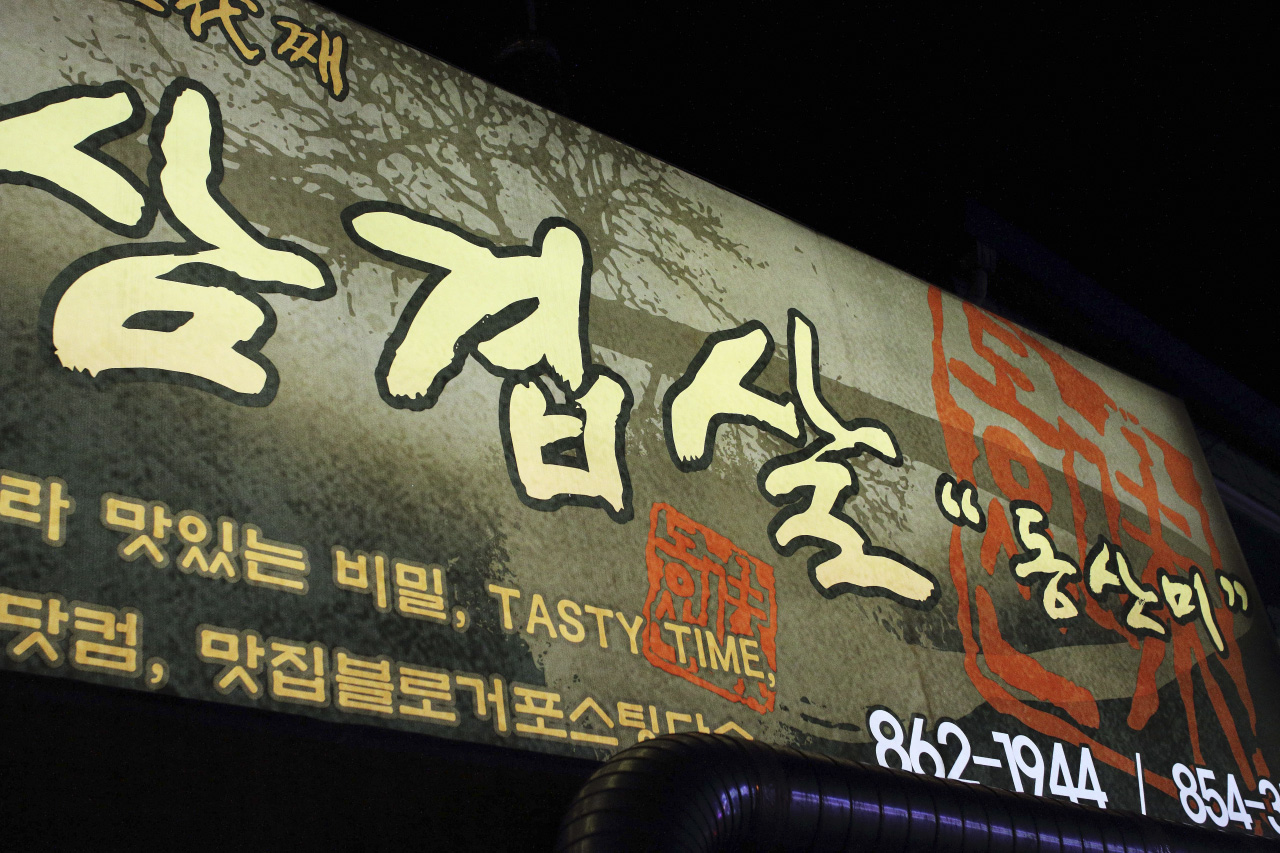 代째
삼겹살 “동산미”
라 맛있는 비밀, TASTY TIME,
닷컴, 맛집블로거포스팅다수
862-1944 | 854-3